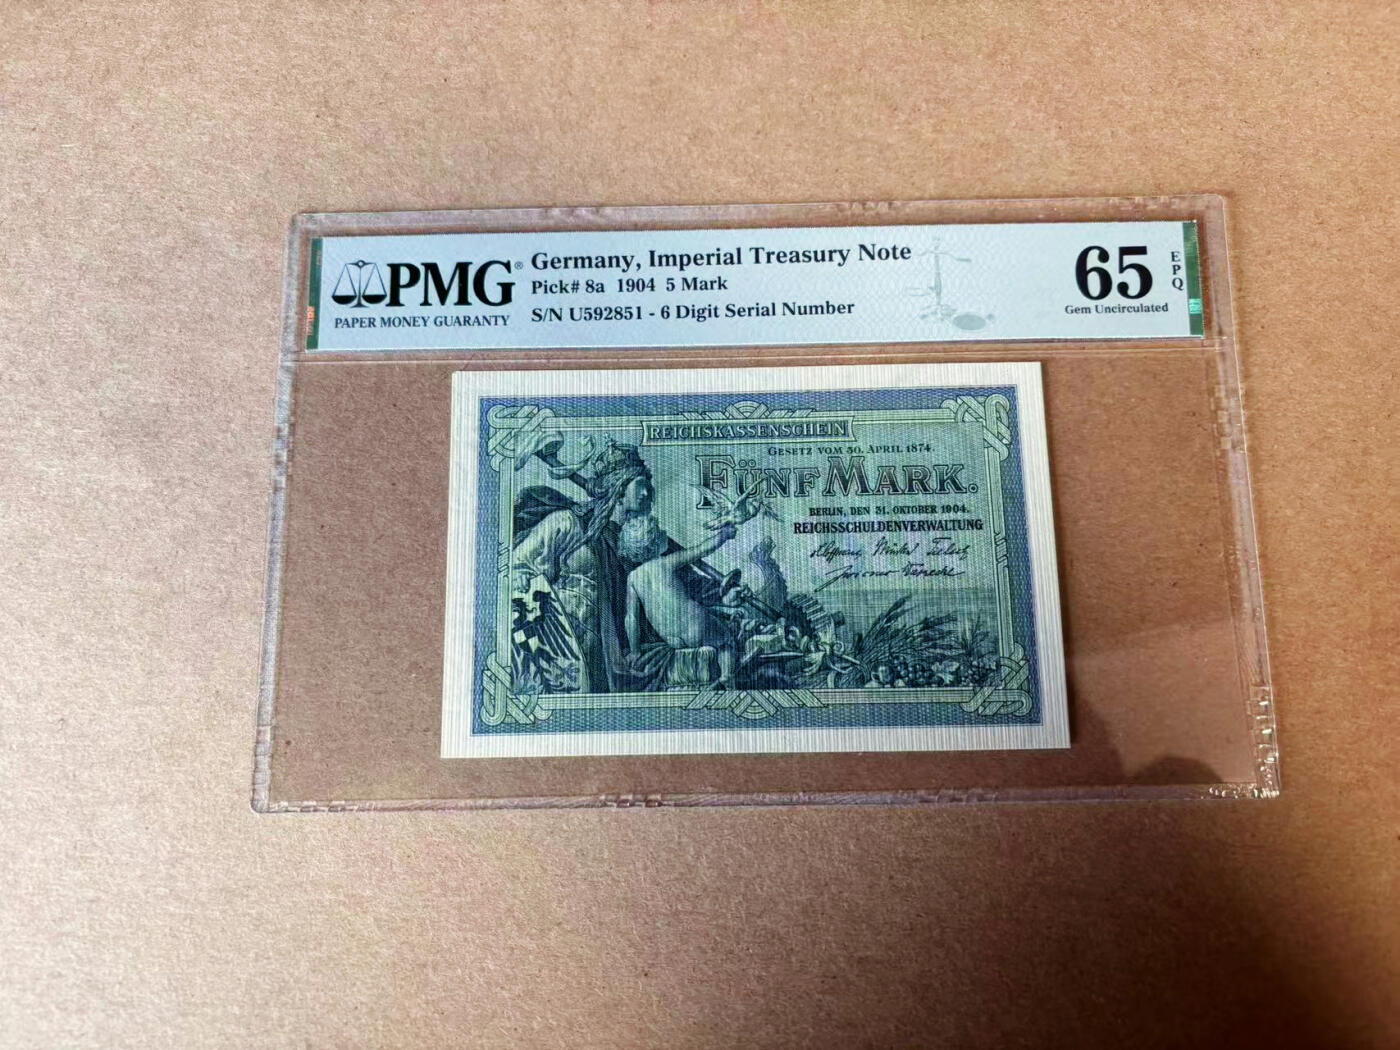 PMG®
PAPER MONEY GUARANTY
Germany, Imperial Treasury Note
Pick# 8a 1904 5 Mark
S/N U592851 - 6 Digit Serial Number
65
EPQ
Gem Uncirculated
REICHSKASSENSCHEIN
GESETZ VOM 30. APRIL 1874.
FÜNF MARK.
BERLIN, DEN 31. OKTOBER 1904.
REICHSSCHULDENVERWALTUNG